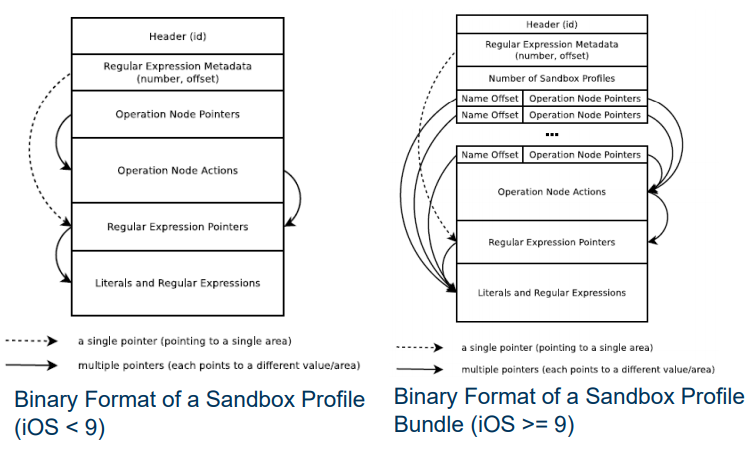 Header (id)
Regular Expression Metadata
(number, offset)
Operation Node Pointers
Operation Node Actions
Regular Expression Pointers
Literals and Regular Expressions
a single pointer (pointing to a single area)
multiple pointers (each points to a different value/area)
Binary Format of a Sandbox Profile
(iOS < 9)
Header (id)
Regular Expression Metadata
(number, offset)
Number of Sandbox Profiles
Name Offset Operation Node Pointers
Name Offset Operation Node Pointers
...
Name Offset Operation Node Pointers
Operation Node Actions
Regular Expression Pointers
Literals and Regular Expressions
a single pointer (pointing to a single area)
multiple pointers (each points to a different value/area)
Binary Format of a Sandbox Profile
Bundle (iOS >= 9)